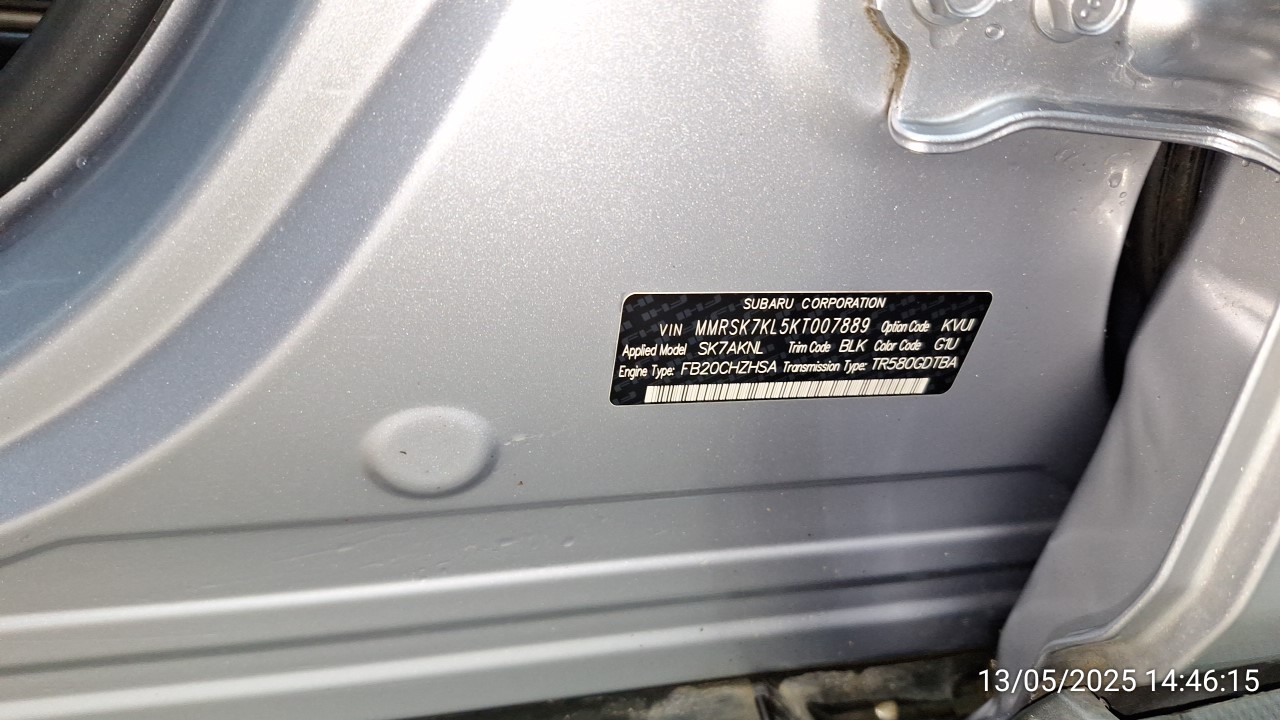 SUBARU CORPORATION
VIN MMRSK7KL5KT007889 Option Code KVUI
Applied Model SK7AKNL Trim Code BLK Color Code G1U
Engine Type: FB20CHZHSA Transmission Type: TR580GDTBA
13/05/2025 14:46:15